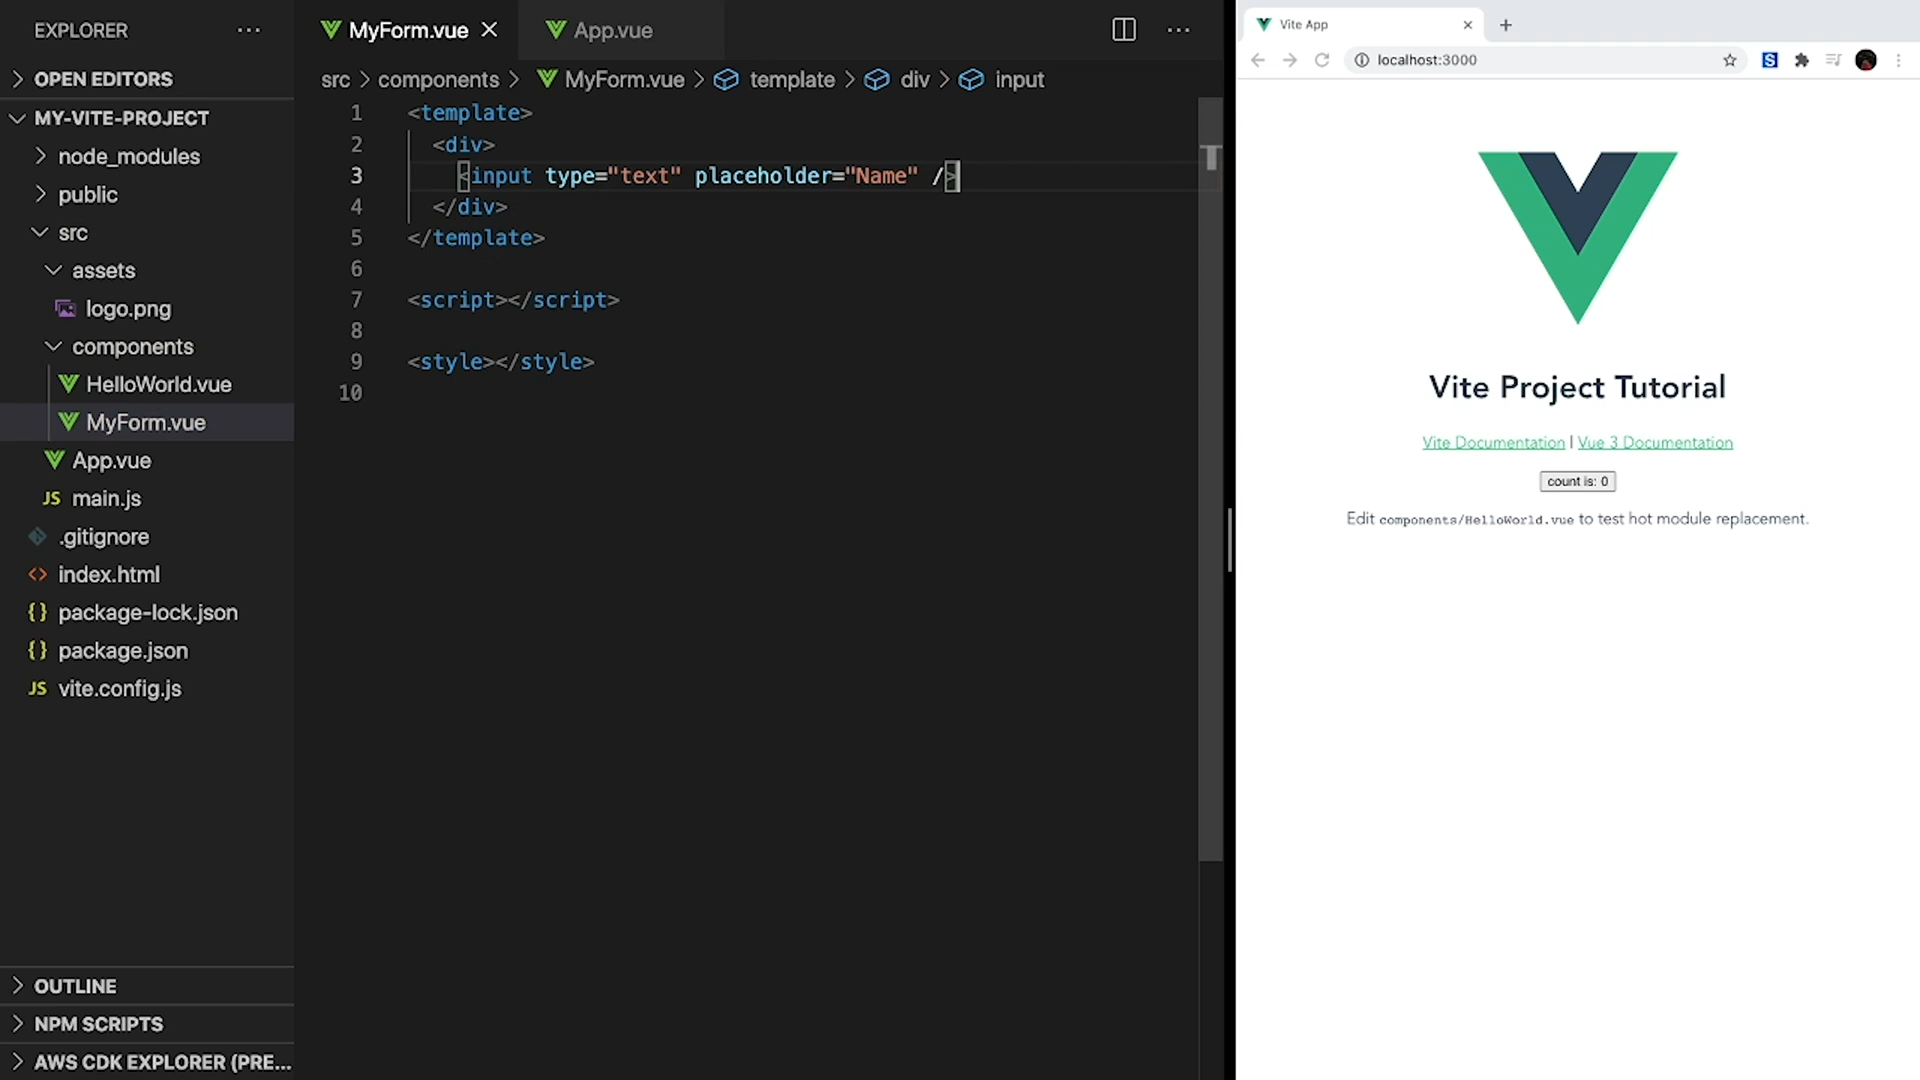 EXPLORER
OPEN EDITORS
MY-VITE-PROJECT
node_modules
public
src
assets
logo.png
components
HelloWorld.vue
MyForm.vue
App.vue
JS main.js
.gitignore
<> index.html
{} package-lock.json
{} package.json
JS vite.config.js
OUTLINE
NPM SCRIPTS
AWS CDK EXPLORER (PRE...
MyForm.vue App.vue
src > components > MyForm.vue > template > div > input
1 <template>
2 <div>
3 <input type="text" placeholder="Name" />
4 </div>
5 </template>
6
7 <script></script>
8
9 <style></style>
10
Vite App
localhost:3000
Vite Project Tutorial
Vite Documentation | Vue 3 Documentation
count is: 0
Edit components/HelloWorld.vue to test hot module replacement.